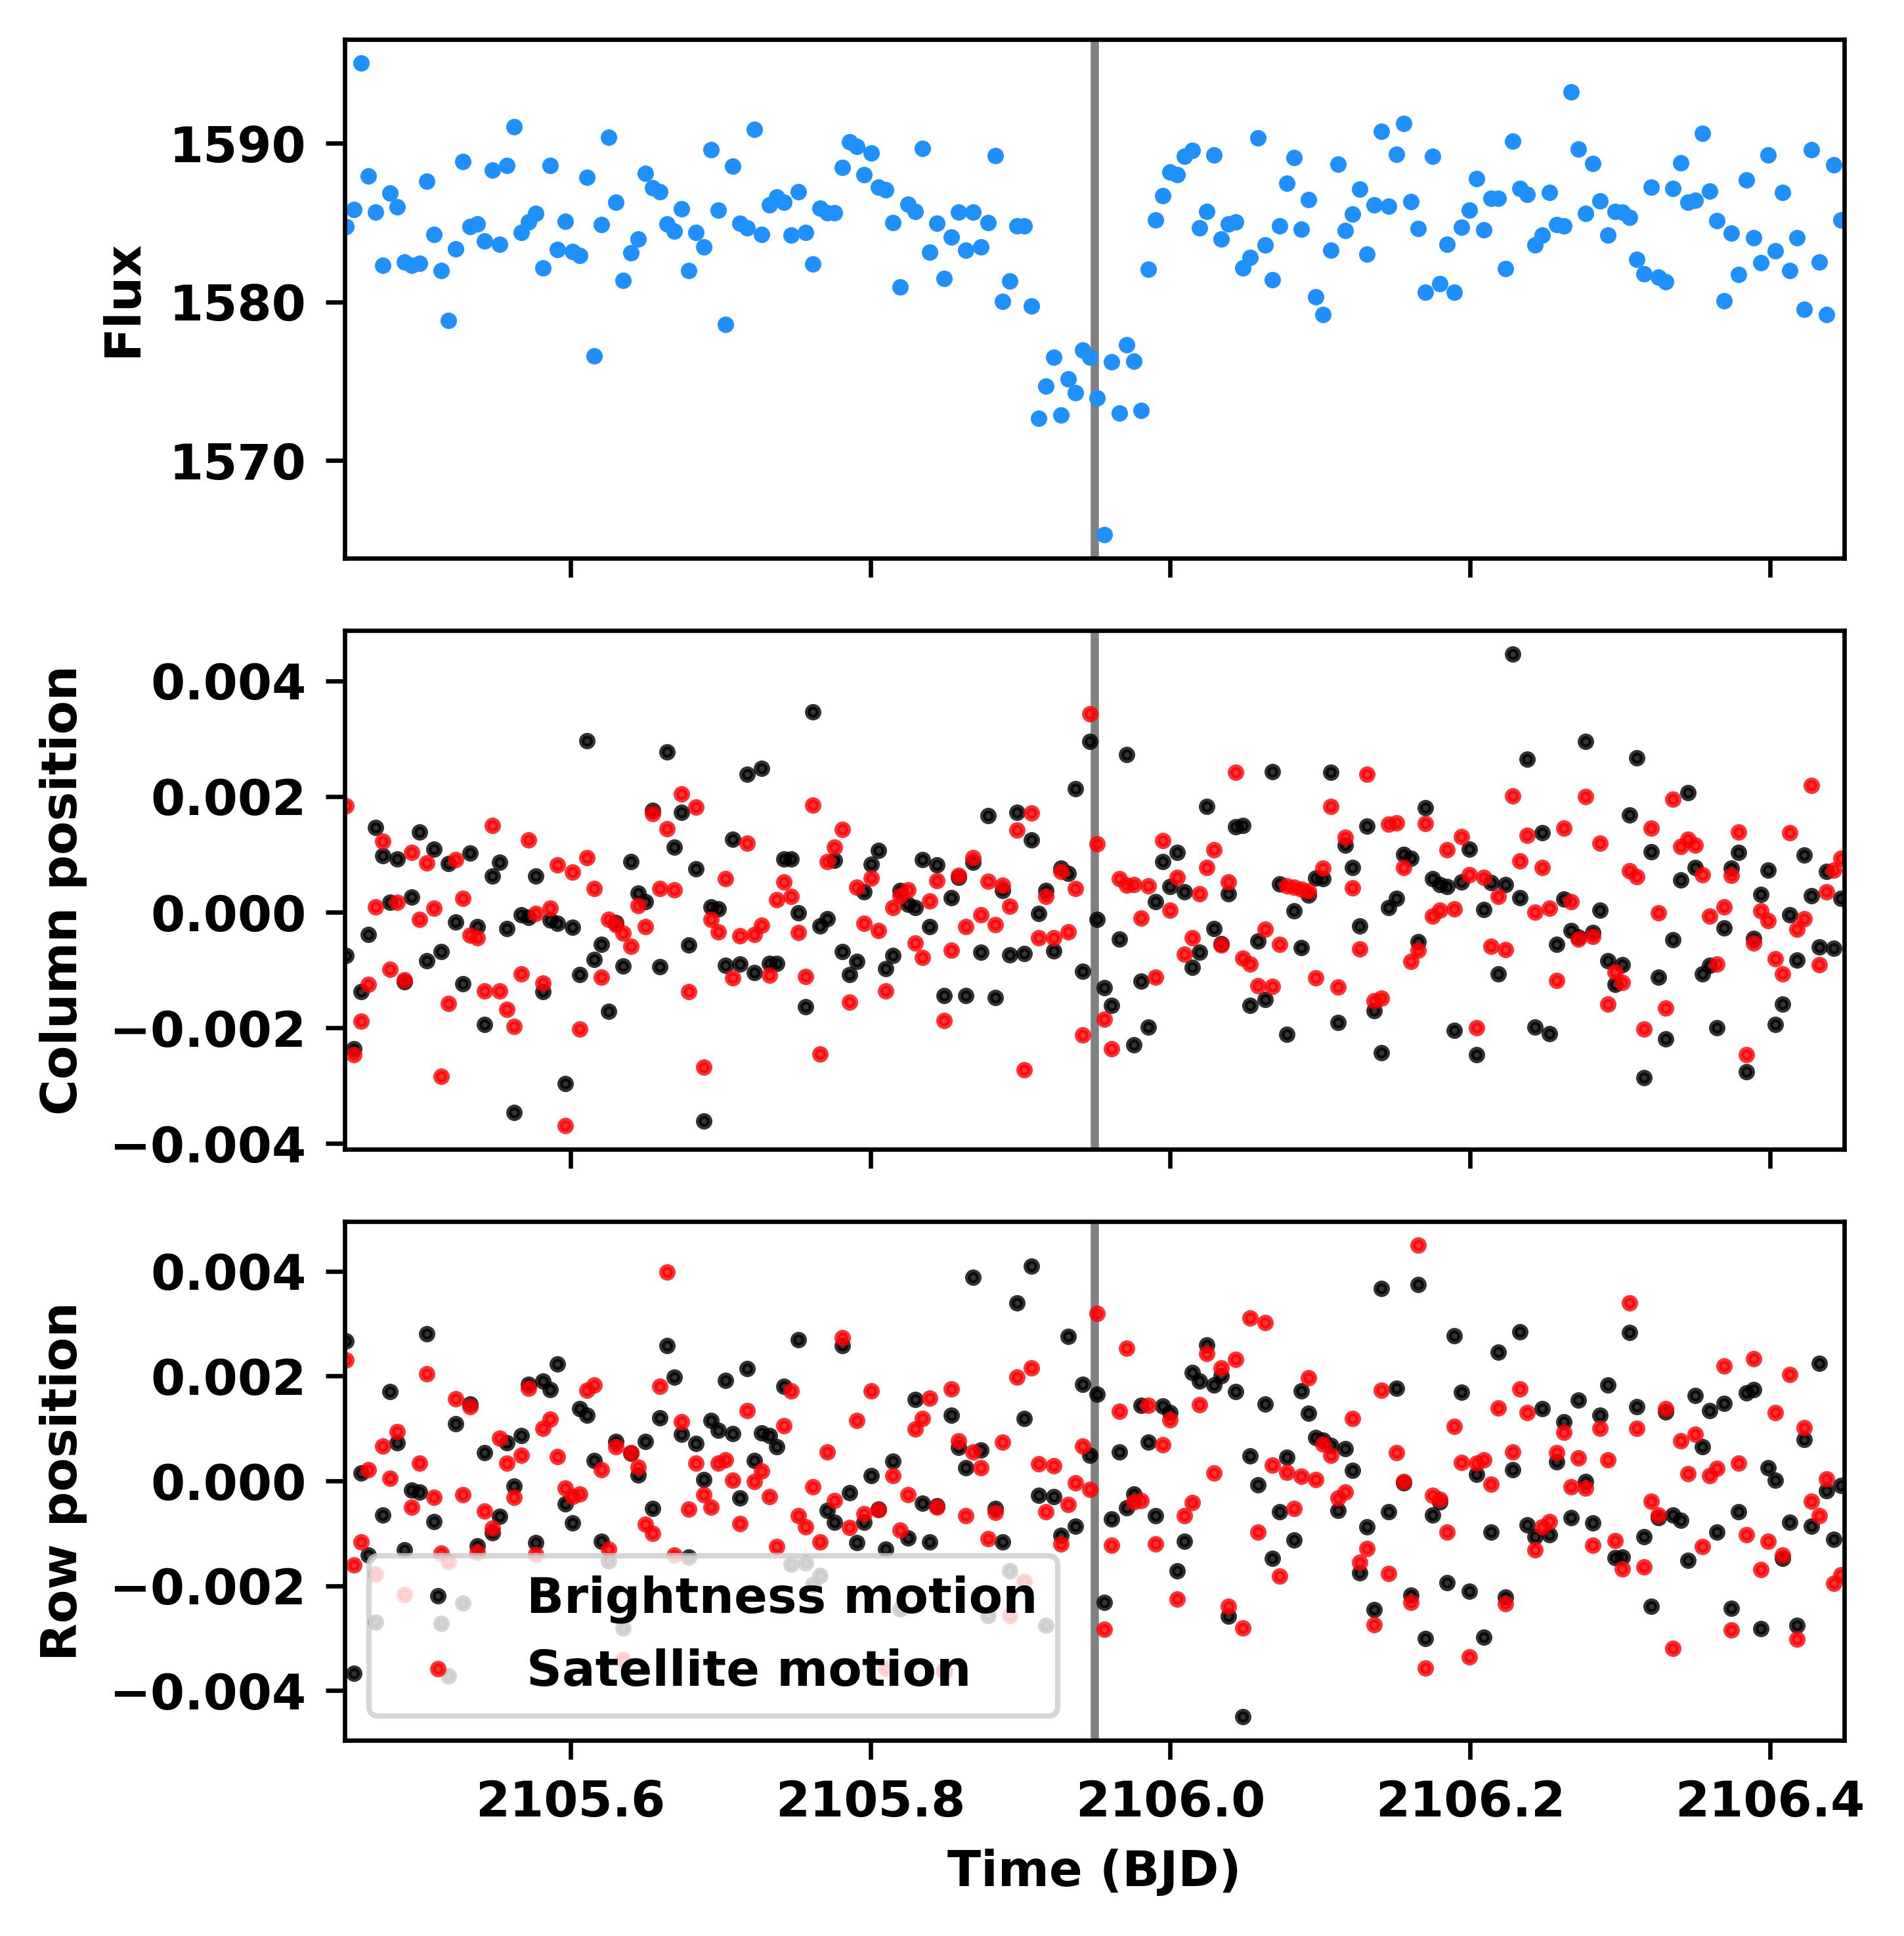 Flux
1590
1580
1570
Column position
0.004
0.002
0.000
−0.002
−0.004
Row position
0.004
0.002
0.000
−0.002
−0.004
Brightness motion
Satellite motion
2105.6 2105.8 2106.0 2106.2 2106.4
Time (BJD)